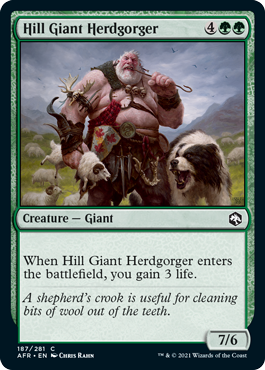 Hill Giant Herdgorger 4
Creature — Giant
When Hill Giant Herdgorger enters
the battlefield, you gain 3 life.
A shepherd's crook is useful for cleaning
bits of wool out of the teeth.
7/6
187/281 C
AFR • EN Chris Rahn
™ & © 2021 Wizards of the Coast